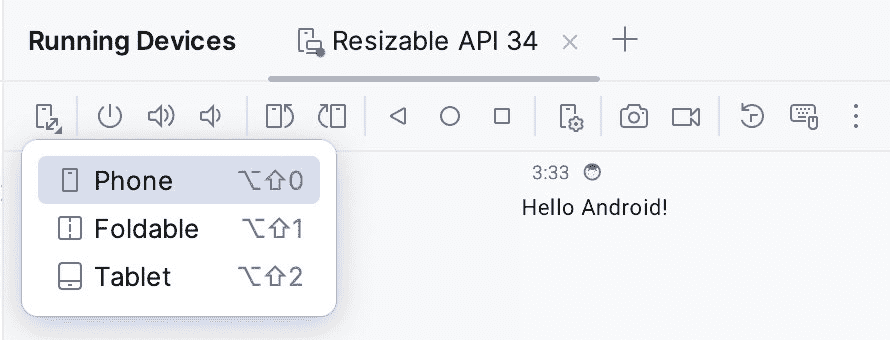 Running Devices
Resizable API 34
Phone ⌥⇧0
Foldable ⌥⇧1
Tablet ⌥⇧2
3:33
Hello Android!